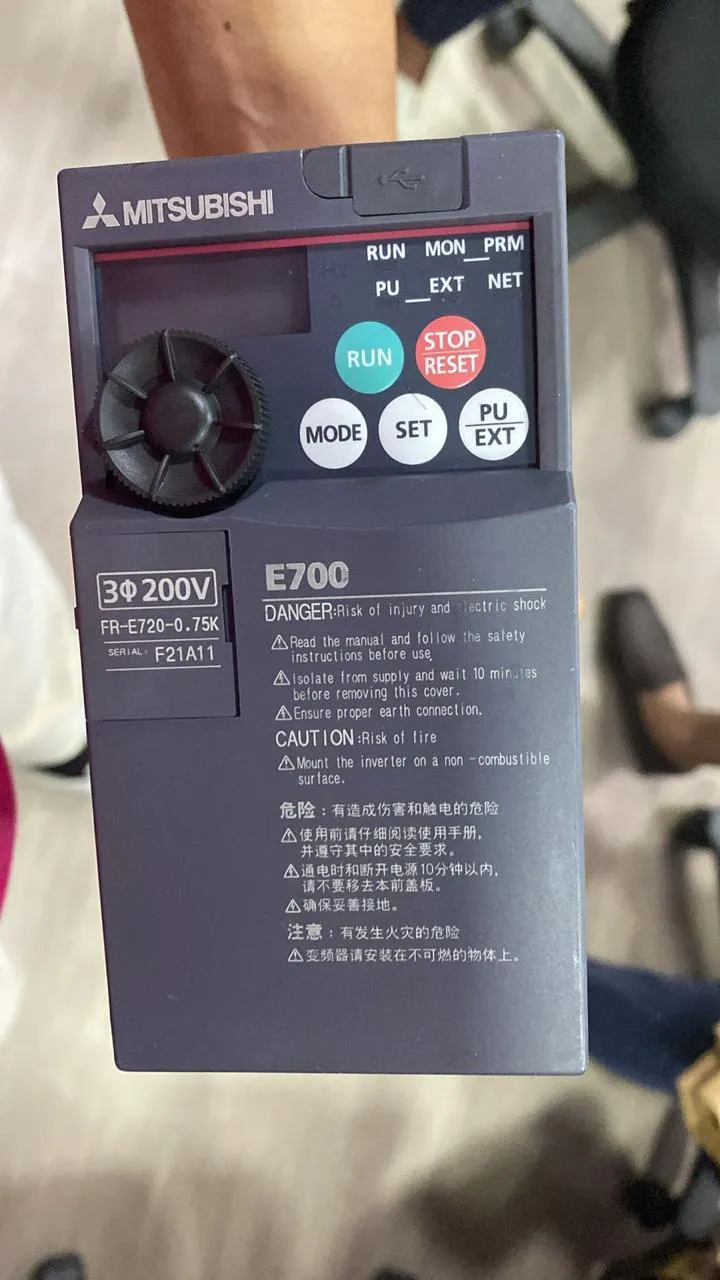 MITSUBISHI
RUN MON PRM
PU EXT NET
RUN
STOP
RESET
MODE
SET
PU
EXT
3Φ 200V
FR-E720-0.75K
SERIAL: F21A11
E700
DANGER:Risk of injury and electric shock
⚠Read the manual and follow the safety
instructions before use.
⚠Isolate from supply and wait 10 minutes
before removing this cover.
⚠Ensure proper earth connection.
CAUTION:Risk of fire
⚠Mount the inverter on a non-combustible
surface.
危险：有造成伤害和触电的危险
⚠使用前请仔细阅读使用手册，
并遵守其中的安全要求。
⚠通电时和断开电源10分钟以内，
请不要移去本前盖板。
⚠确保妥善接地。
注意：有发生火灾的危险
⚠变频器请安装在不可燃的物体上。